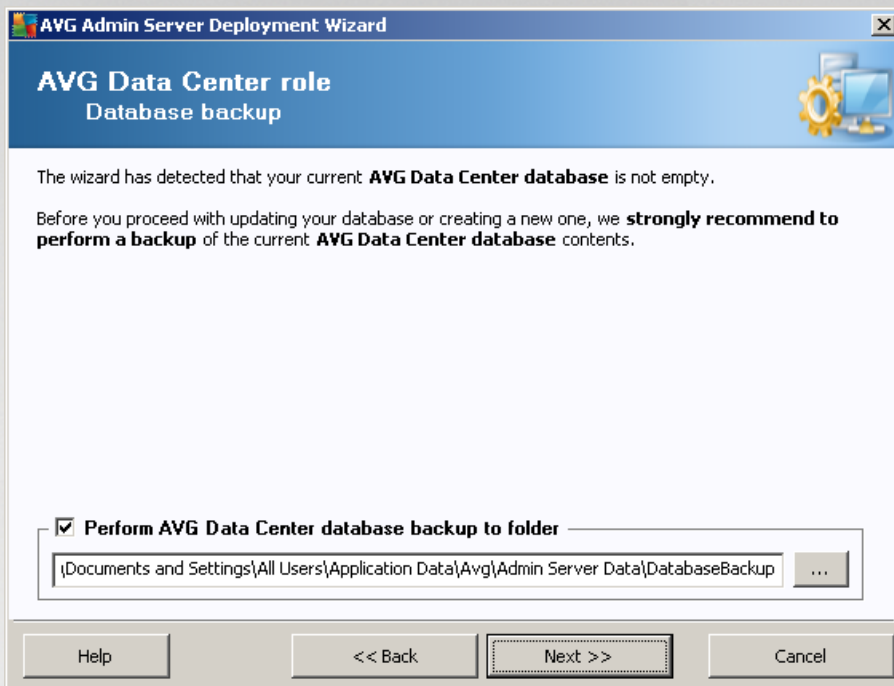 AVG Admin Server Deployment Wizard
AVG Data Center role
Database backup
The wizard has detected that your current AVG Data Center database is not empty.
Before you proceed with updating your database or creating a new one, we strongly recommend to
perform a backup of the current AVG Data Center database contents.
Perform AVG Data Center database backup to folder
\Documents and Settings\All Users\Application Data\Avg\Admin Server Data\DatabaseBackup
...
Help
<< Back
Next >>
Cancel